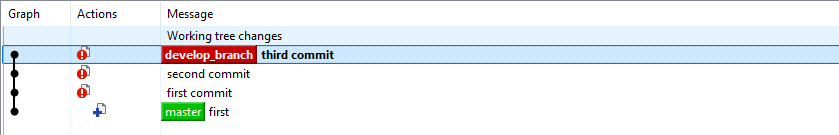 Graph Actions Message
Working tree changes
develop_branch third commit
second commit
first commit
master first